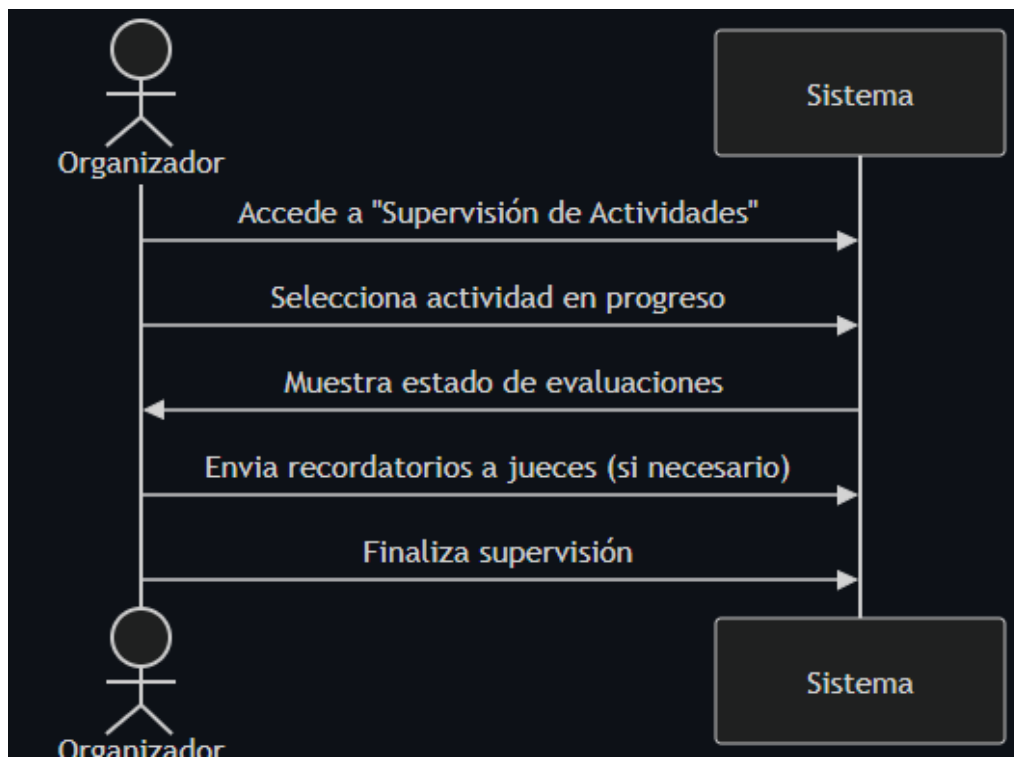 Sistema
Organizador
Accede a "Supervisión de Actividades"
Selecciona actividad en progreso
Muestra estado de evaluaciones
Envia recordatorios a jueces (si necesario)
Finaliza supervisión
Sistema
Organizador